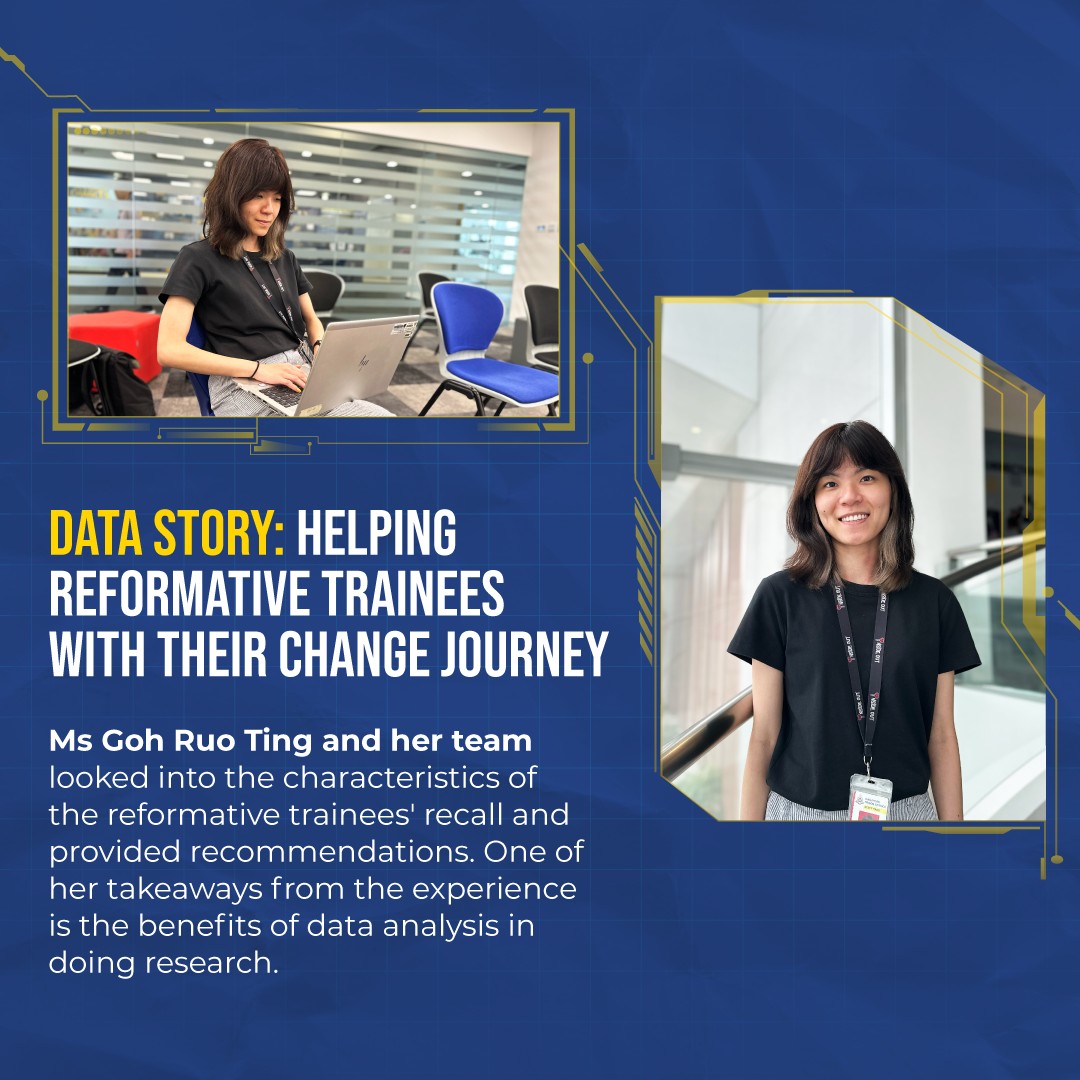 DATA STORY: HELPING
REFORMATIVE TRAINEES
WITH THEIR CHANGE JOURNEY
Ms Goh Ruo Ting and her team
looked into the characteristics of
the reformative trainees' recall and
provided recommendations. One of
her takeaways from the experience
is the benefits of data analysis in
doing research.